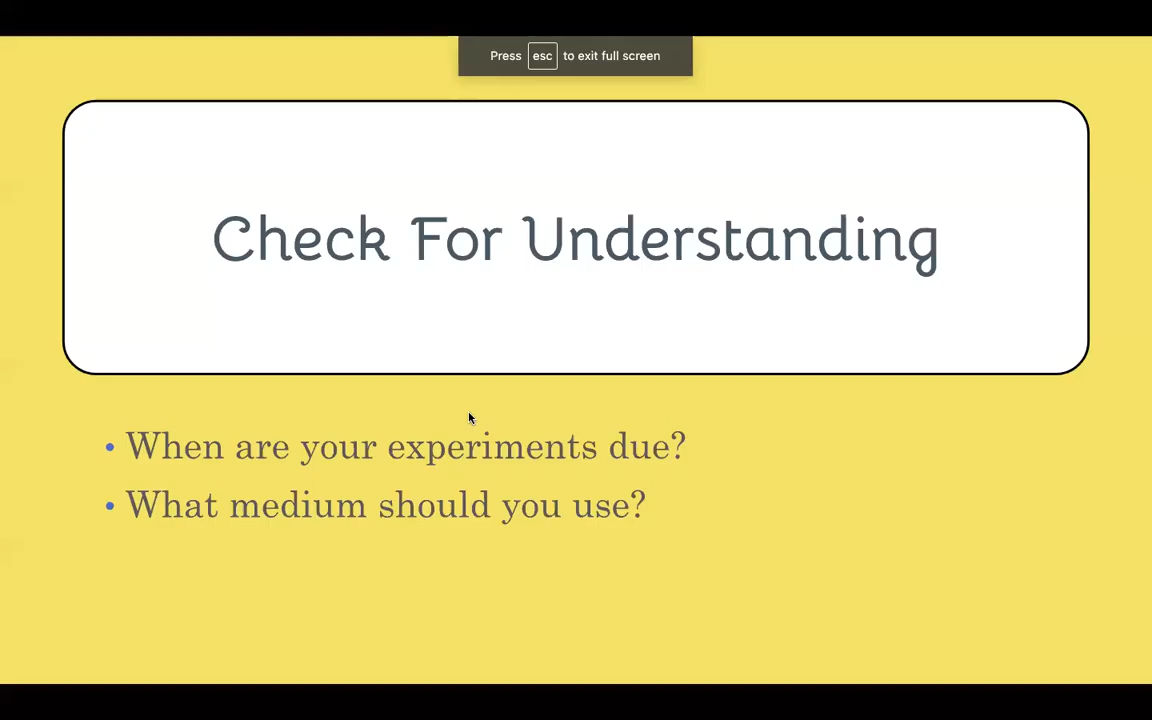 Press esc to exit full screen
Check For Understanding
• When are your experiments due?
• What medium should you use?